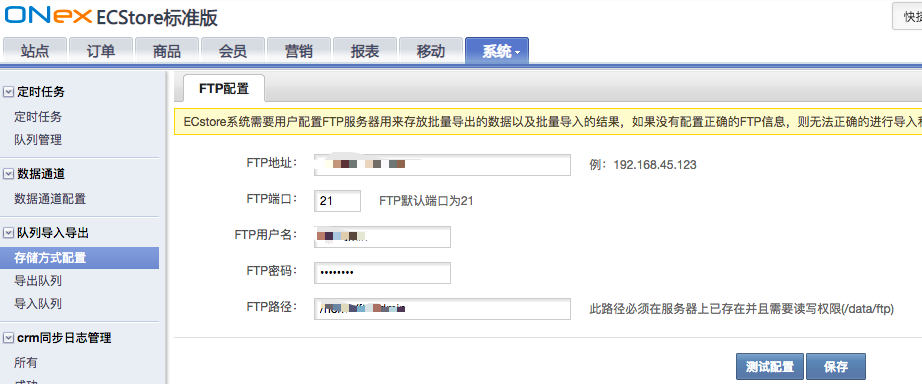 ONex ECStore标准版
快捷
站点 订单 商品 会员 营销 报表 移动 系统
定时任务
定时任务
队列管理
数据通道
数据通道配置
队列导入导出
存储方式配置
导出队列
导入队列
crm同步日志管理
所有
成功
FTP配置
ECstore系统需要用户配置FTP服务器用来存放批量导出的数据以及批量导入的结果，如果没有配置正确的FTP信息，则无法正确的进行导入和
FTP地址： 例：192.168.45.123
FTP端口： 21 FTP默认端口为21
FTP用户名：
FTP密码： ••••••••
FTP路径： 此路径必须在服务器上已存在并且需要读写权限(/data/ftp)
测试配置 保存